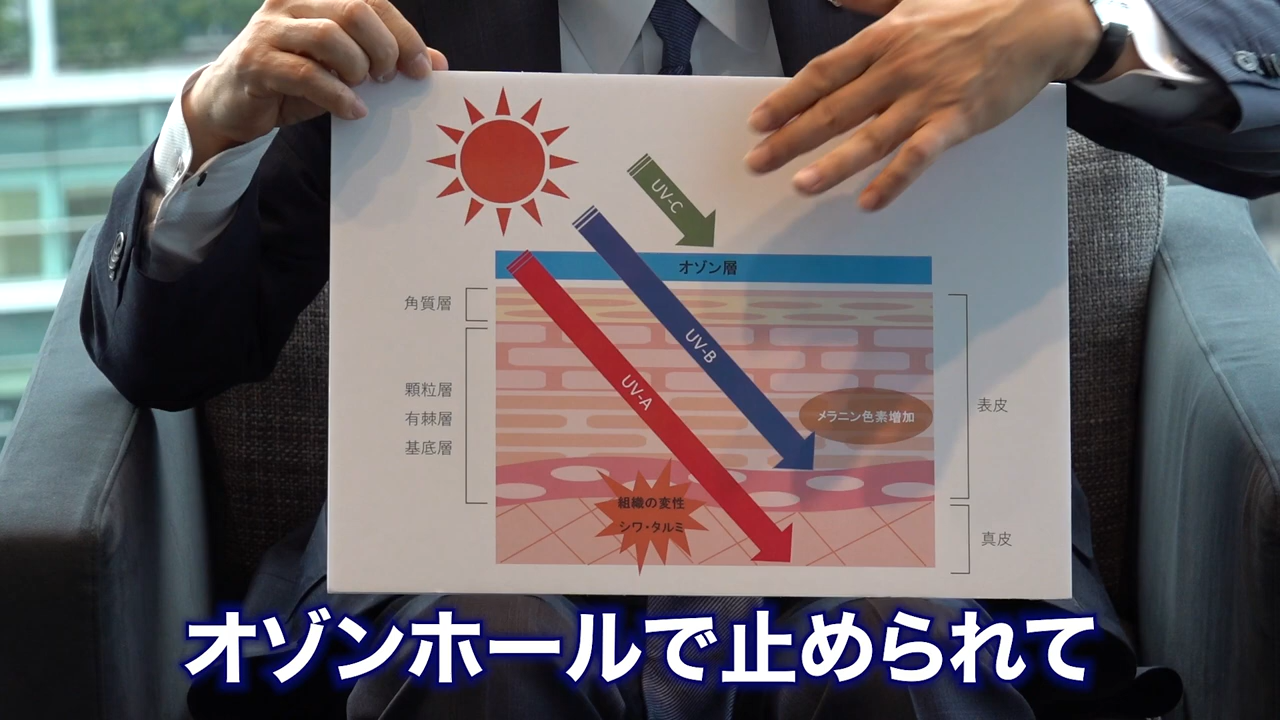 UV-C
オゾン層
角質層
UV-B
UV-A
顆粒層
有棘層
基底層
メラニン色素増加
表皮
組織の変性
シワ・タルミ
真皮
オゾンホールで止められて